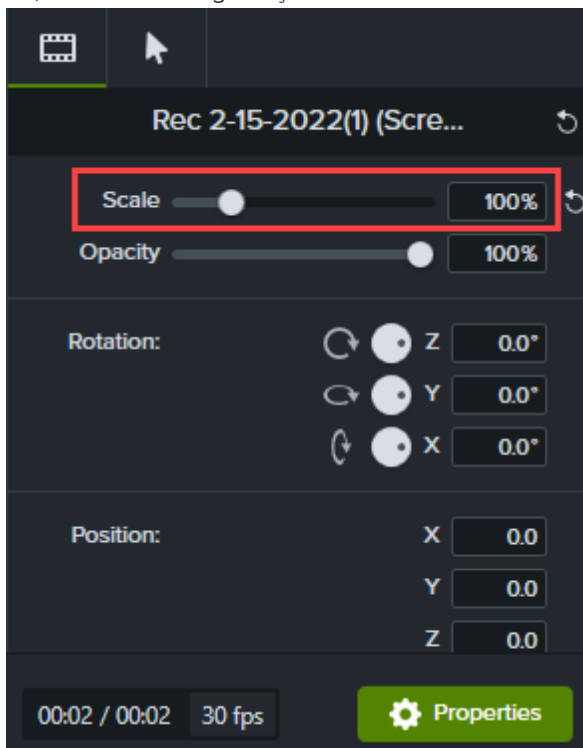 Rec 2-15-2022(1) (Scre...
Scale 100%
Opacity 100%
Rotation: Z 0.0°
Y 0.0°
X 0.0°
Position: X 0.0
Y 0.0
Z 0.0
00:02 / 00:02 30 fps Properties